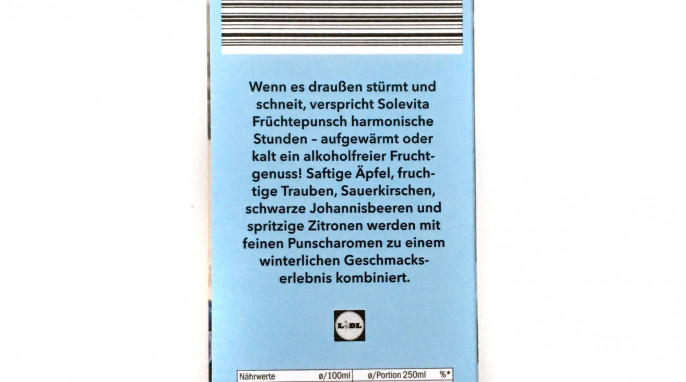 Wenn es draußen stürmt und
schneit, verspricht Solevita
Früchtepunsch harmonische
Stunden – aufgewärmt oder
kalt ein alkoholfreier Frucht-
genuss! Saftige Äpfel, fruch-
tige Trauben, Sauerkirschen,
schwarze Johannisbeeren und
spritzige Zitronen werden mit
feinen Punscharomen zu einem
winterlichen Geschmacks-
erlebnis kombiniert.
LIDL
Nährwerte ø/100ml ø/Portion 250ml %*